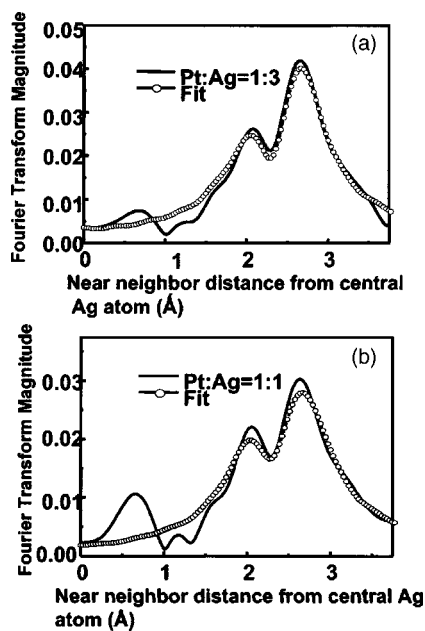 (a)
0.05
0.04
0.03
0.02
0.01
0.00
Fourier Transform Magnitude
Pt:Ag=1:3
Fit
0 1 2 3
Near neighbor distance from central
Ag atom (Å)
(b)
0.03
0.02
0.01
0.00
Fourier Transform Magnitude
Pt:Ag=1:1
Fit
0 1 2 3
Near neighbor distance from central Ag
atom (Å)